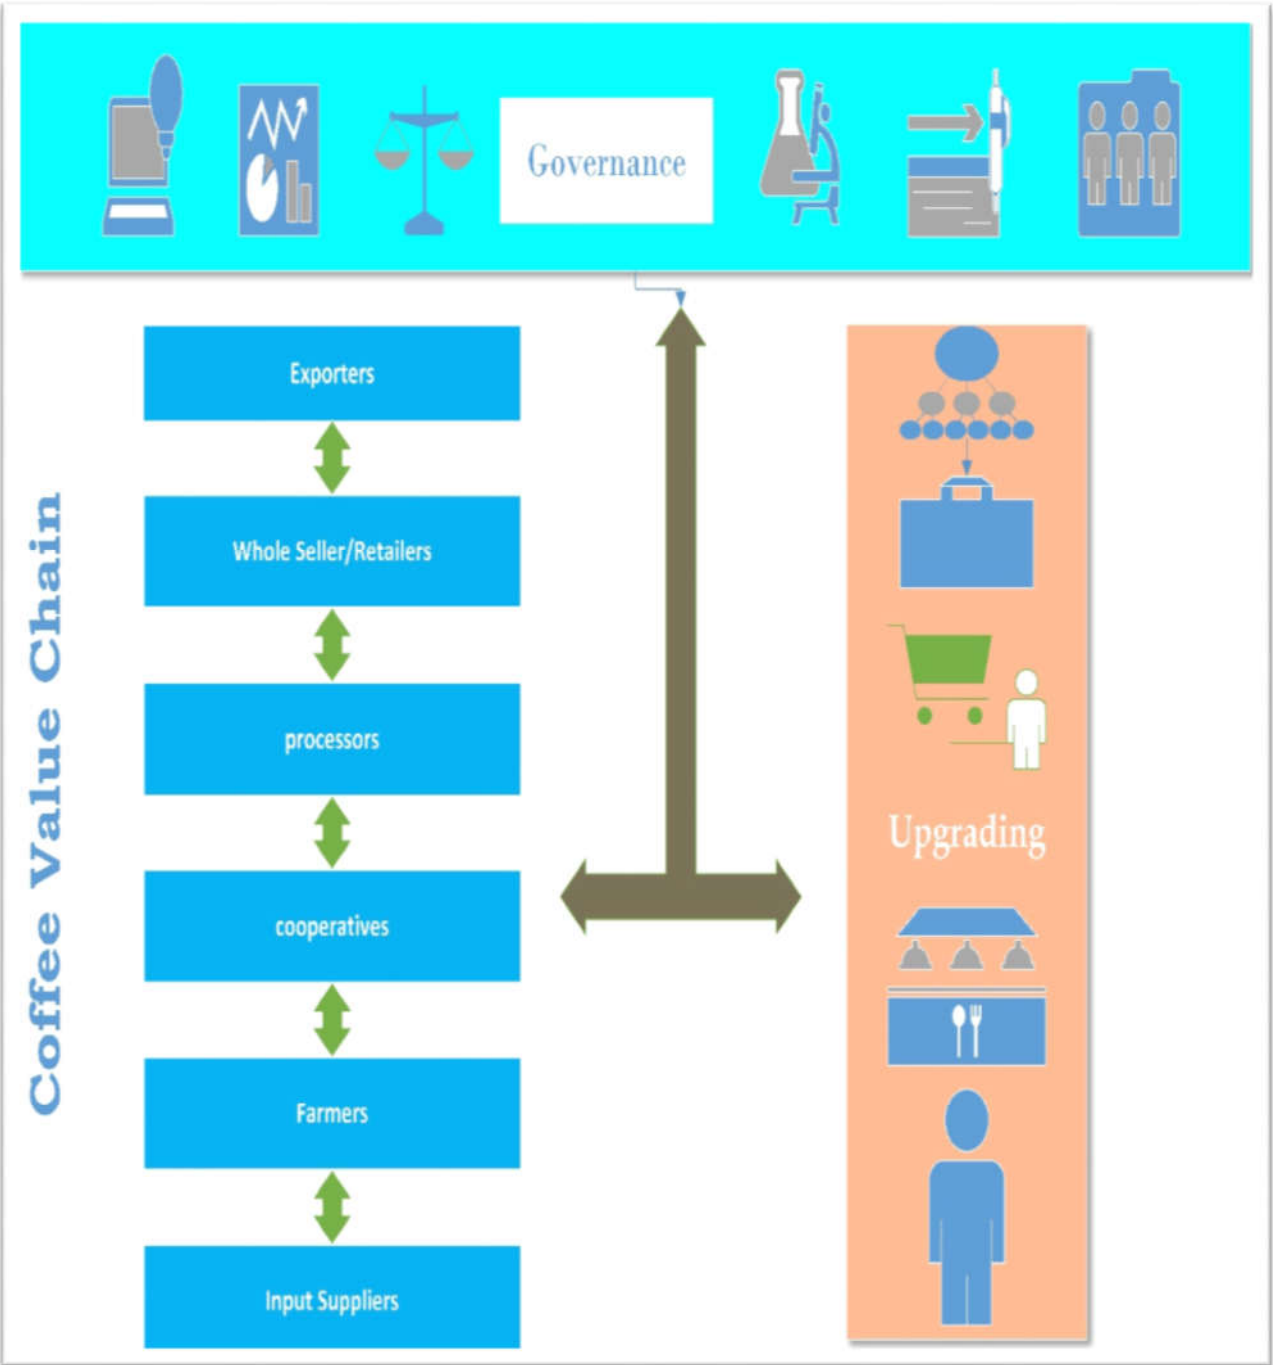 Governance
Exporters
Whole Seller/Retailers
processors
cooperatives
Farmers
Input Suppliers
Coffee Value Chain
Upgrading